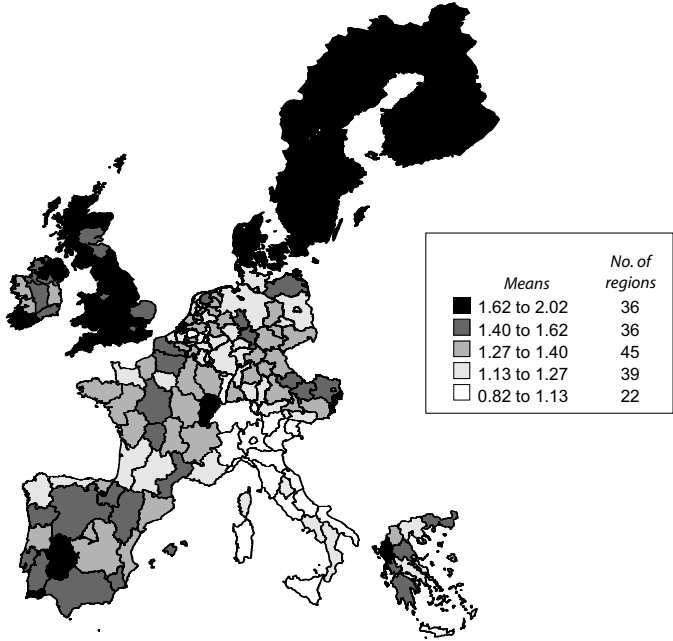 No. of
Means regions
1.62 to 2.02 36
1.40 to 1.62 36
1.27 to 1.40 45
1.13 to 1.27 39
0.82 to 1.13 22